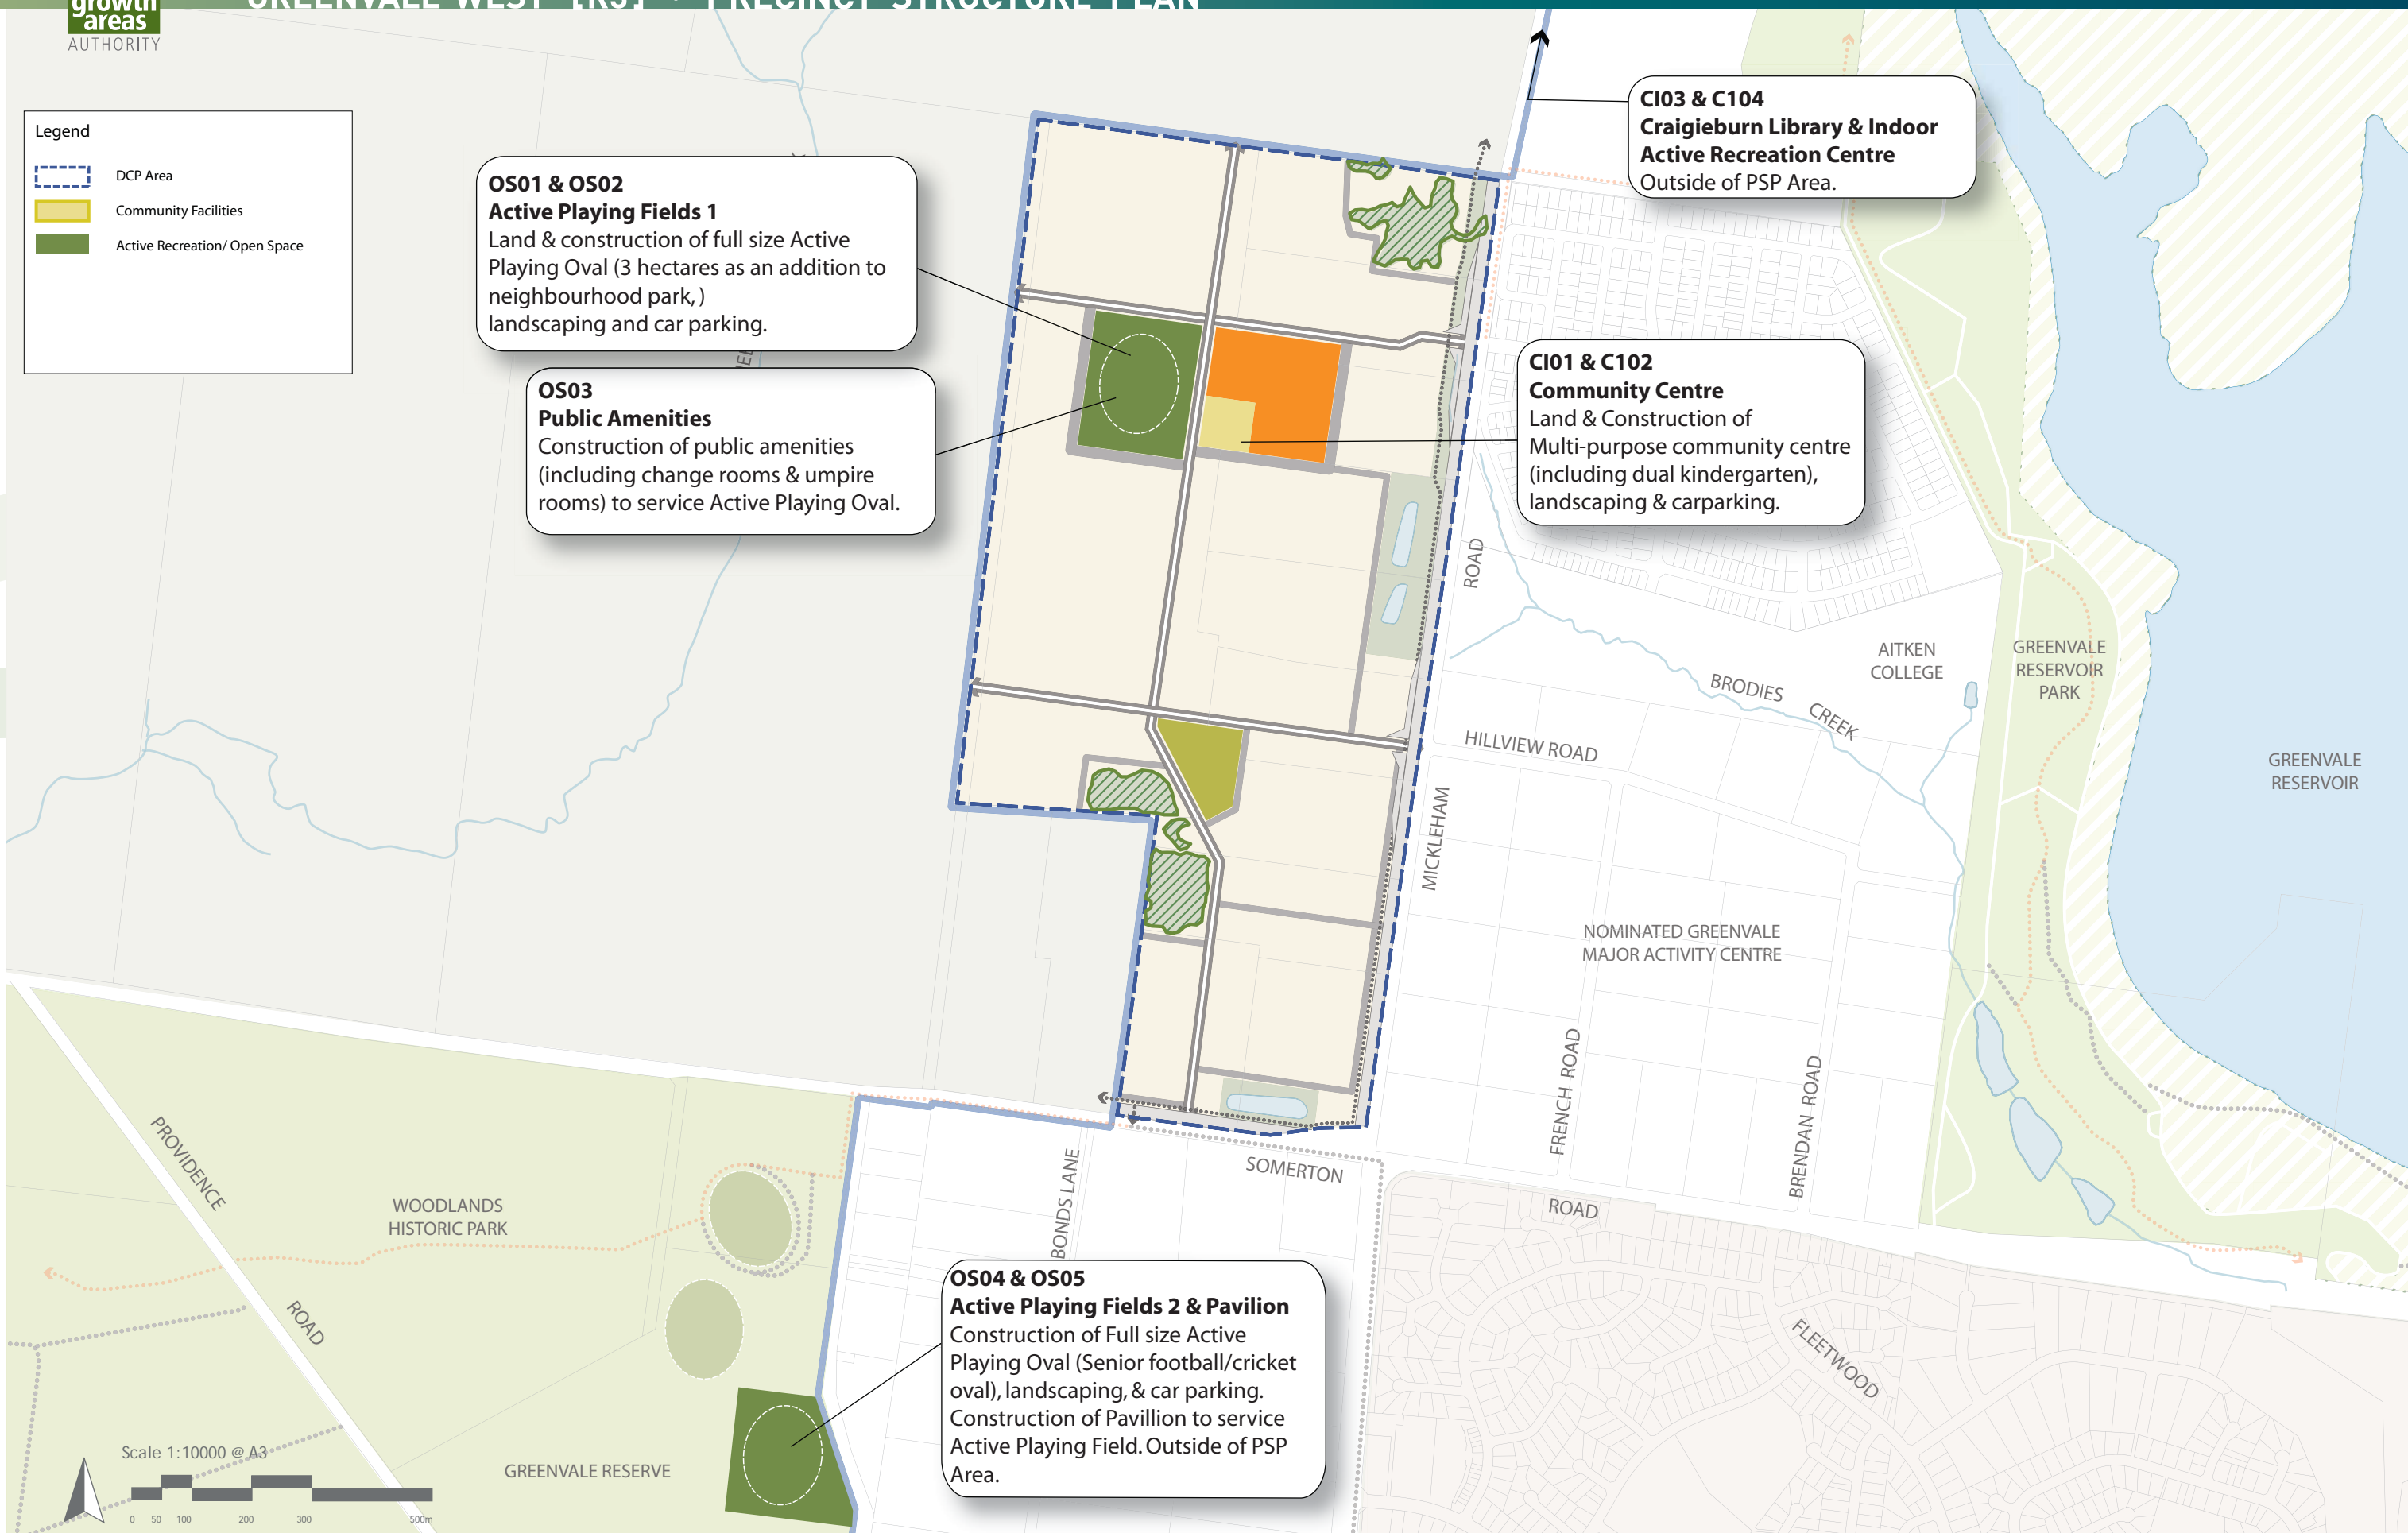 growth
areas
AUTHORITY
GREENVALE WEST (R3) · PRECINCT STRUCTURE PLAN
Legend
DCP Area
Community Facilities
Active Recreation/ Open Space
OS01 & OS02
Active Playing Fields 1
Land & construction of full size Active
Playing Oval (3 hectares as an addition to
neighbourhood park,)
landscaping and car parking.
OS03
Public Amenities
Construction of public amenities
(including change rooms & umpire
rooms) to service Active Playing Oval.
CI03 & C104
Craigieburn Library & Indoor
Active Recreation Centre
Outside of PSP Area.
CI01 & C102
Community Centre
Land & Construction of
Multi-purpose community centre
(including dual kindergarten),
landscaping & carparking.
ROAD
AITKEN
COLLEGE
GREENVALE
RESERVOIR
PARK
BRODIES
CREEK
HILLVIEW ROAD
GREENVALE
RESERVOIR
MICKLEHAM
NOMINATED GREENVALE
MAJOR ACTIVITY CENTRE
FRENCH ROAD
BRENDAN ROAD
PROVIDENCE
ROAD
WOODLANDS
HISTORIC PARK
BONDS LANE
SOMERTON
ROAD
FLEETWOOD
OS04 & OS05
Active Playing Fields 2 & Pavilion
Construction of Full size Active
Playing Oval (Senior football/cricket
oval), landscaping, & car parking.
Construction of Pavillion to service
Active Playing Field. Outside of PSP
Area.
GREENVALE RESERVE
Scale 1:10000 @ A3
0 50 100 200 300 500m